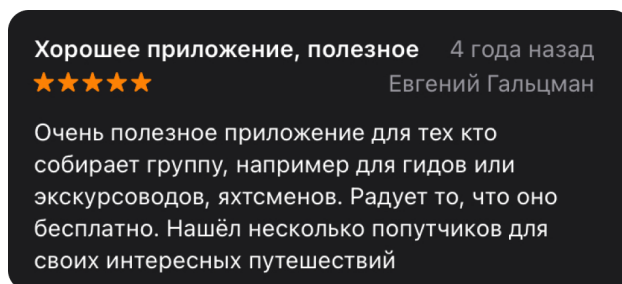 Хорошее приложение, полезное 4 года назад
Евгений Гальцман
Очень полезное приложение для тех кто
собирает группу, например для гидов или
экскурсоводов, яхтсменов. Радует то, что оно
бесплатно. Нашёл несколько попутчиков для
своих интересных путешествий